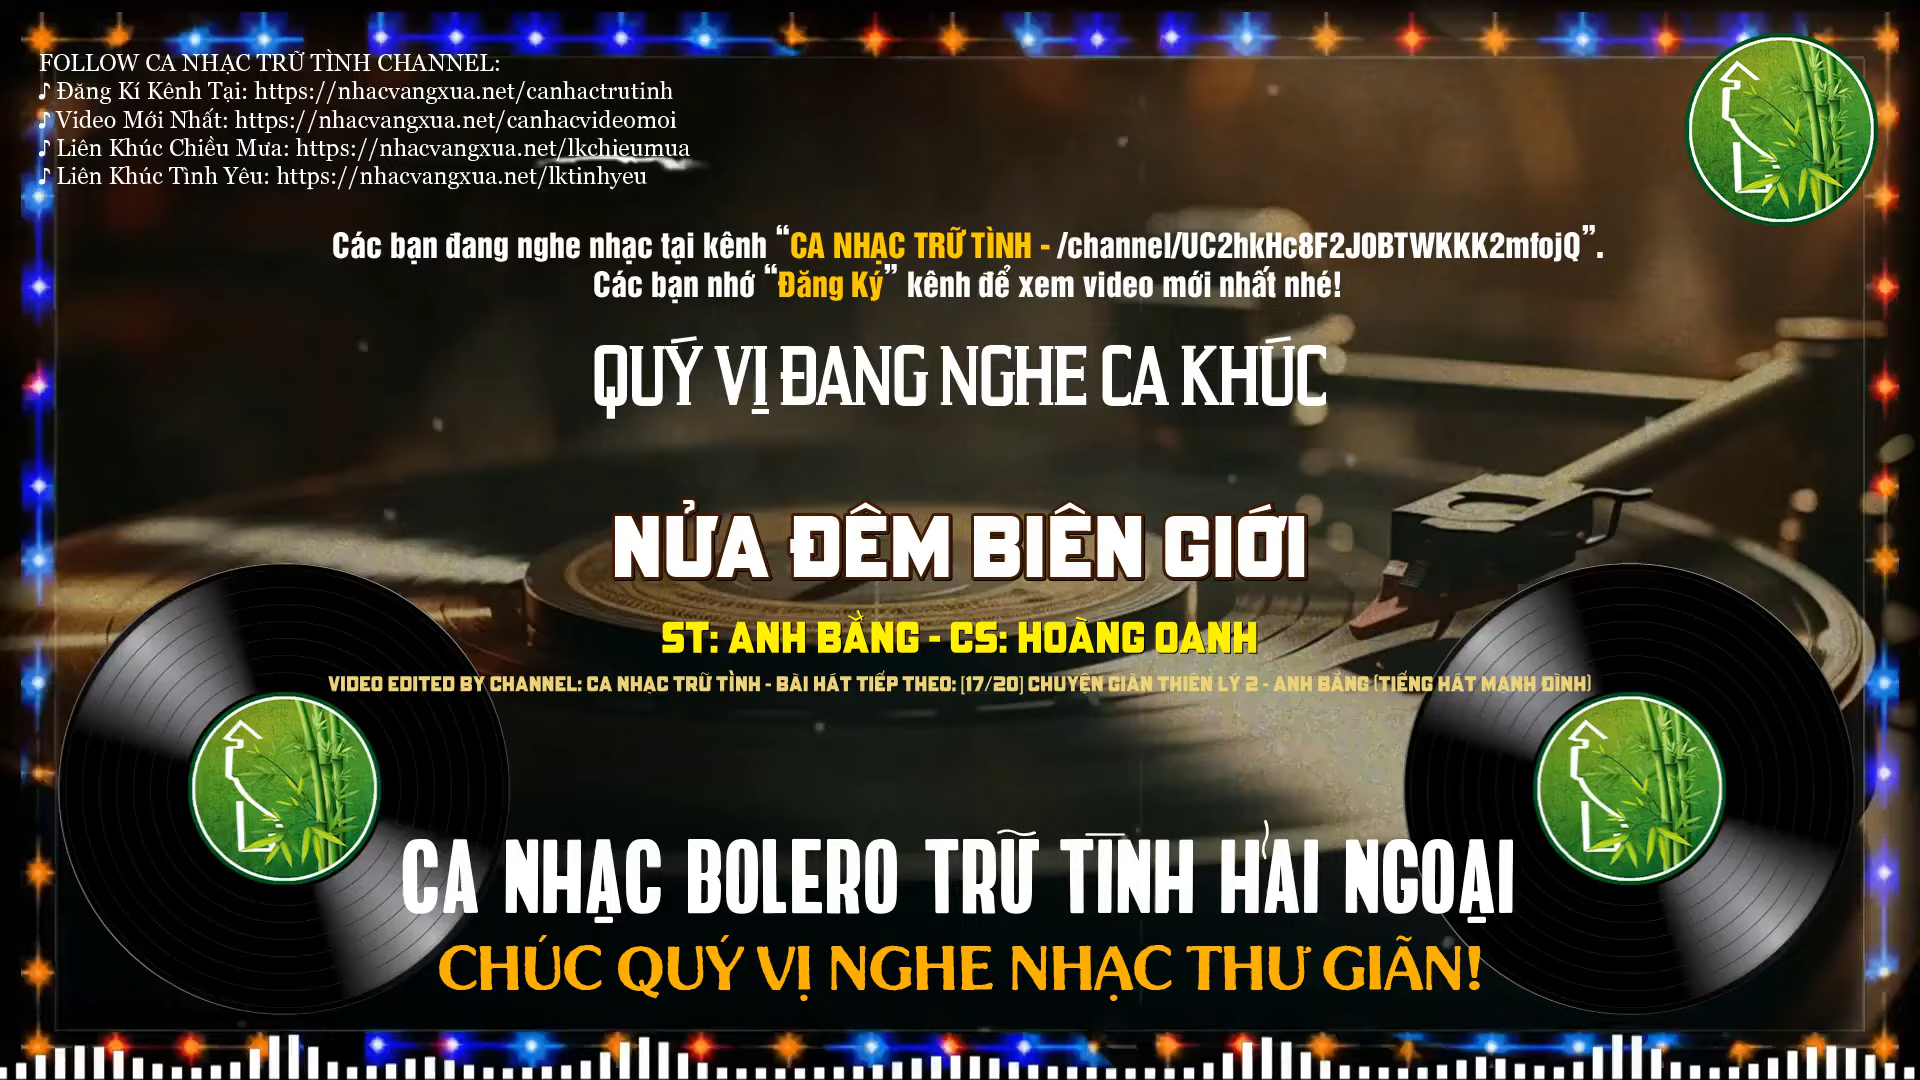 FOLLOW CA NHẠC TRỮ TÌNH CHANNEL:
♪ Đăng Kí Kênh Tại: https://nhacvangxua.net/canhactrutinh
♪ Video Mới Nhất: https://nhacvangxua.net/canhacvideomoi
♪ Liên Khúc Chiều Mưa: https://nhacvangxua.net/lkchieumua
♪ Liên Khúc Tình Yêu: https://nhacvangxua.net/lktinhyeu
Các bạn đang nghe nhạc tại kênh “CA NHẠC TRỮ TÌNH - /channel/UC2hkHc8F2J0BTWKKK2mfojQ”.
Các bạn nhớ “Đăng Ký” kênh để xem video mới nhất nhé!
QUÝ VỊ ĐANG NGHE CA KHÚC
NỬA ĐÊM BIÊN GIỚI
ST: ANH BẰNG - CS: HOÀNG OANH
VIDEO EDITED BY CHANNEL: CA NHẠC TRỮ TÌNH - BÀI HÁT TIẾP THEO: [17/20] CHUYỆN GIÀN THIÊN LÝ 2 - ANH BẰNG (TIẾNG HÁT MẠNH ĐÌNH)
CA NHẠC BOLERO TRỮ TÌNH HẢI NGOẠI
CHÚC QUÝ VỊ NGHE NHẠC THƯ GIÃN!